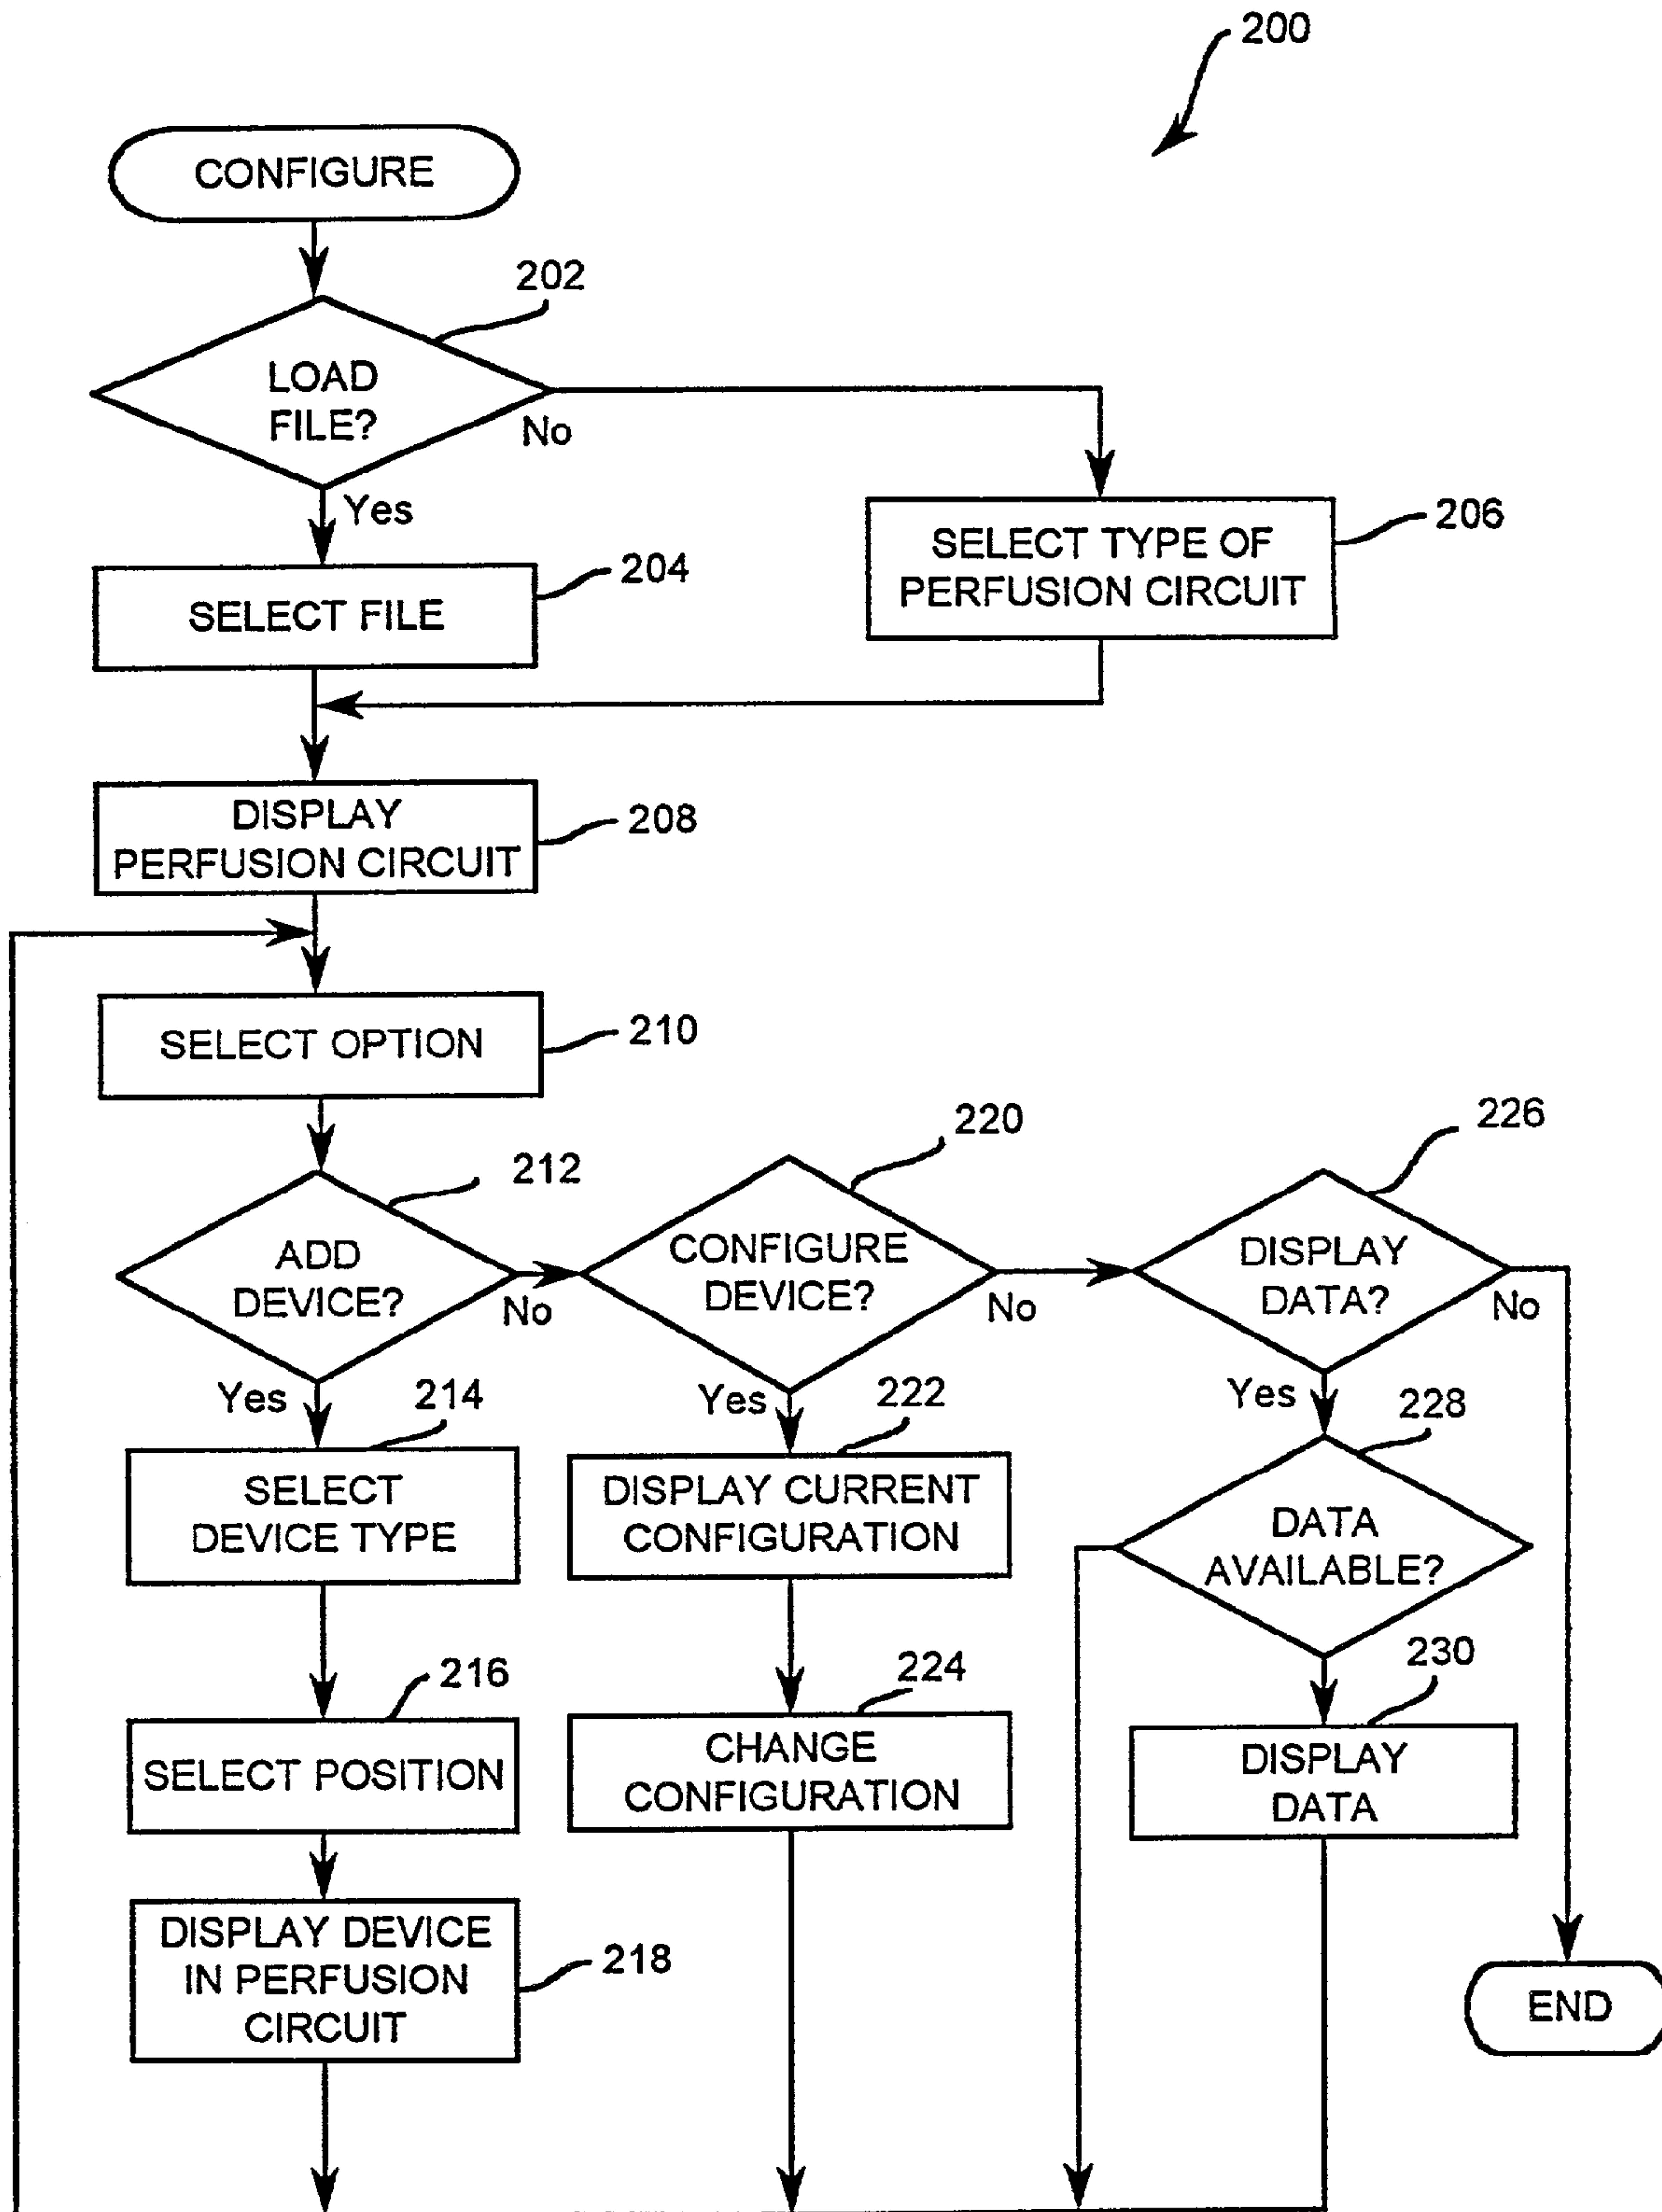 200
CONFIGURE
202
LOAD
FILE?
No
Yes
204
SELECT FILE
206
SELECT TYPE OF
PERFUSION CIRCUIT
208
DISPLAY
PERFUSION CIRCUIT
210
SELECT OPTION
212
ADD
DEVICE?
No
Yes
220
CONFIGURE
DEVICE?
No
Yes
226
DISPLAY
DATA?
No
Yes
214
SELECT
DEVICE TYPE
222
DISPLAY CURRENT
CONFIGURATION
228
DATA
AVAILABLE?
216
SELECT POSITION
224
CHANGE
CONFIGURATION
230
DISPLAY
DATA
218
DISPLAY DEVICE
IN PERFUSION
CIRCUIT
END